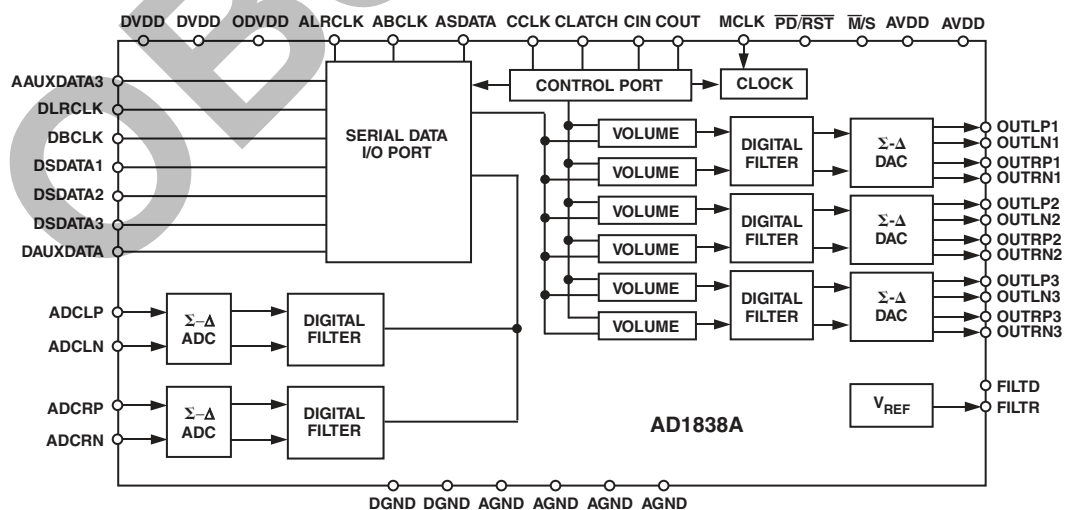 DVDD DVDD ODVDD ALRCLK ABCLK ASDATA CCLK CLATCH CIN COUT MCLK PD/RST M/S AVDD AVDD
AAUXDATA3
DLRCLK
DBCLK
DSDATA1
DSDATA2
DSDATA3
DAUXDATA
ADCLP
ADCLN
ADCRP
ADCRN
SERIAL DATA
I/O PORT
CONTROL PORT
CLOCK
VOLUME
VOLUME
VOLUME
VOLUME
VOLUME
VOLUME
DIGITAL
FILTER
DIGITAL
FILTER
DIGITAL
FILTER
Σ-Δ
DAC
Σ-Δ
DAC
Σ-Δ
DAC
OUTLP1
OUTLN1
OUTRP1
OUTRN1
OUTLP2
OUTLN2
OUTRP2
OUTRN2
OUTLP3
OUTLN3
OUTRP3
OUTRN3
Σ–Δ
ADC
DIGITAL
FILTER
Σ–Δ
ADC
DIGITAL
FILTER
VREF
FILTD
FILTR
AD1838A
DGND DGND AGND AGND AGND AGND